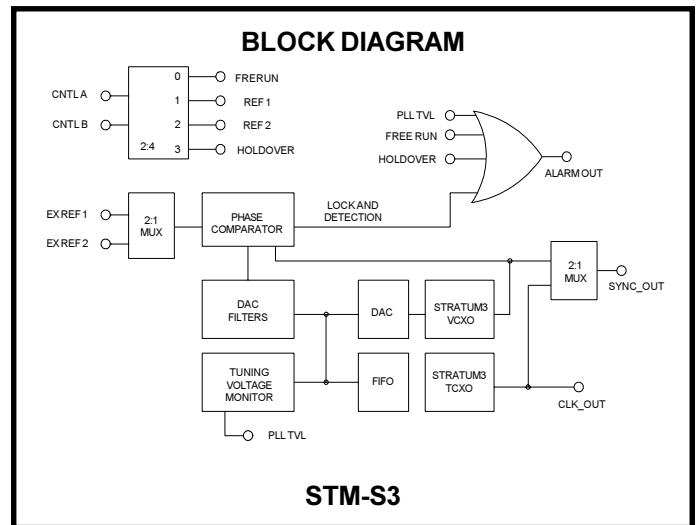 BLOCK DIAGRAM
0 FRERUN
CNTL A
1 REF 1
CNTL B
2 REF 2
2:4 3 HOLDOVER
PLL TVL
FREE RUN
HOLDOVER
ALARM OUT
LOCK AND
DETECTION
EX REF 1
EX REF 2
2:1
MUX
PHASE
COMPARATOR
2:1
MUX
SYNC_OUT
DAC
FILTERS
DAC
STRATUM3
VCXO
TUNING
VOLTAGE
MONITOR
FIFO
STRATUM3
TCXO
CLK_OUT
PLL TVL
STM-S3